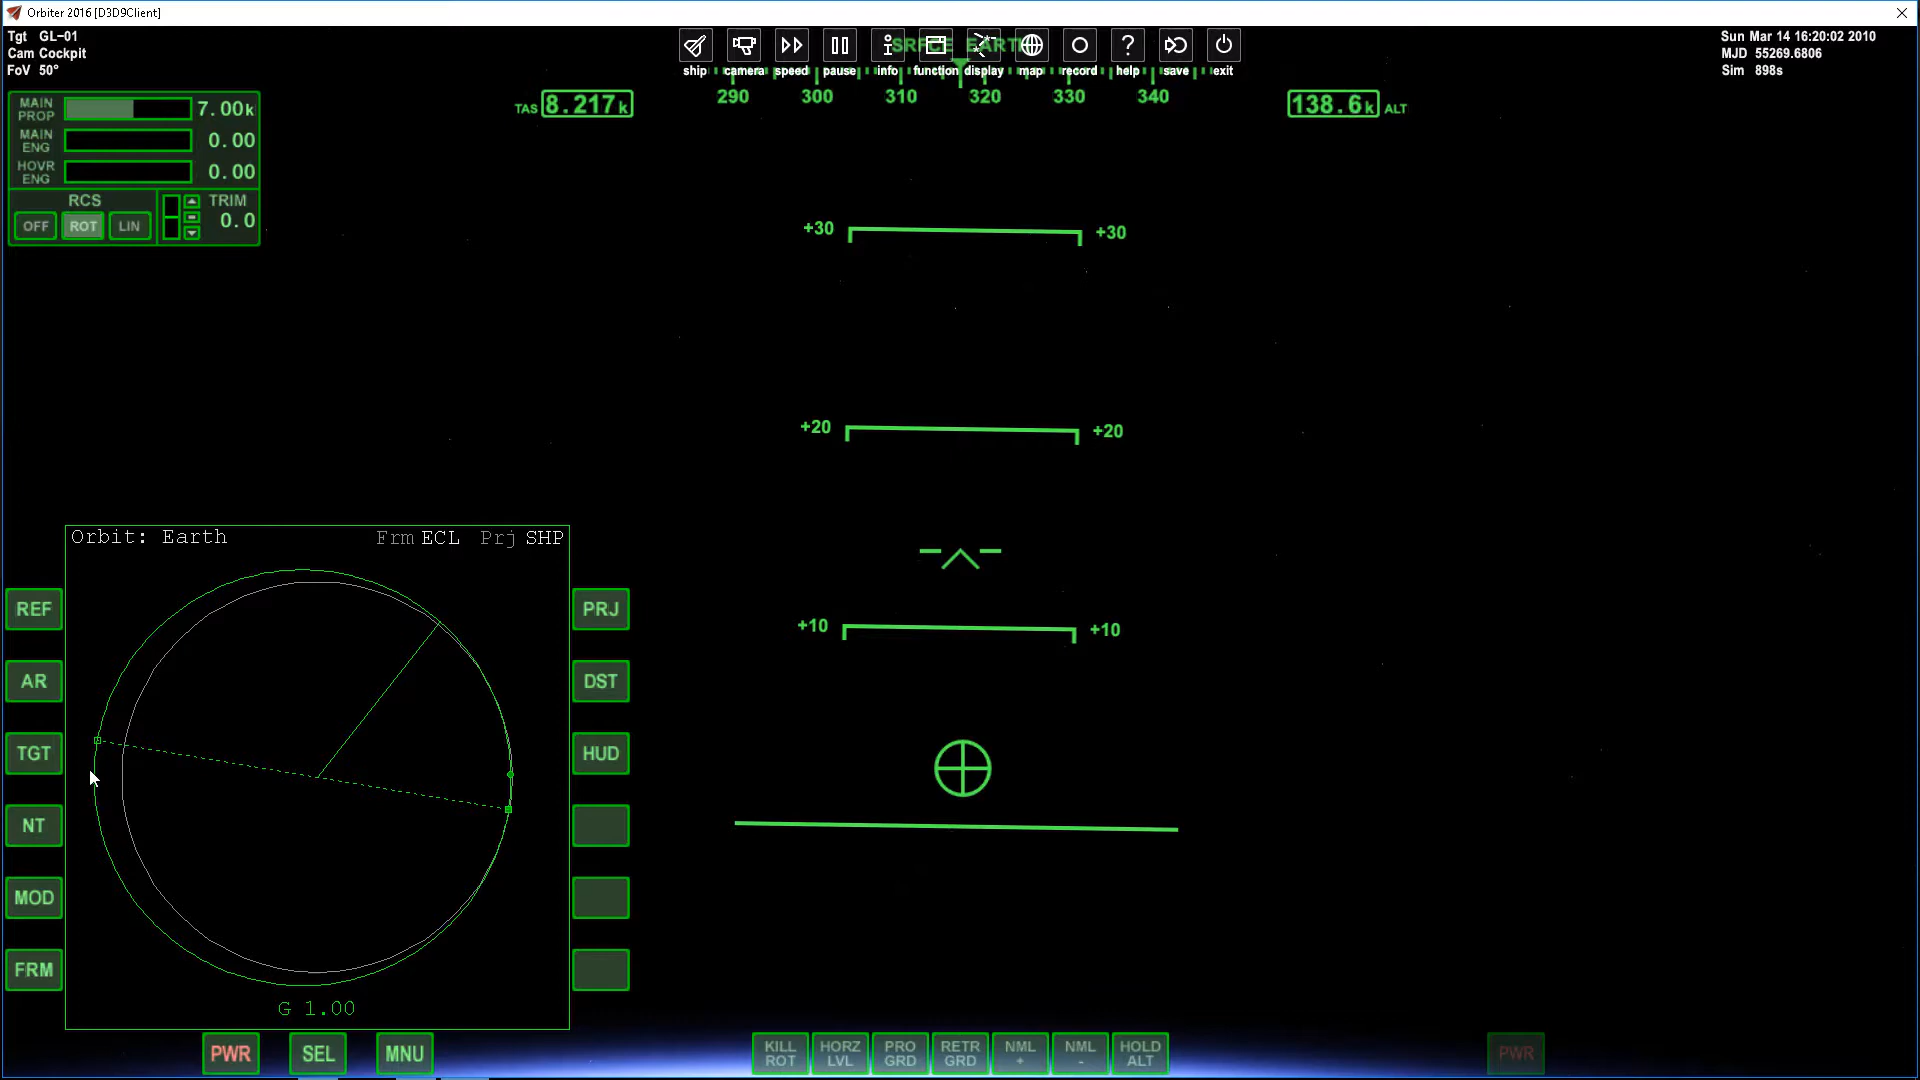 Orbiter 2016 [D3D9Client]
Tgt GL-01
Cam Cockpit
FoV 50°
SRFCE EARTH
ship camera speed pause info function display map record help save exit
Sun Mar 14 16:20:02 2010
MJD 55269.6806
Sim 898s
290 300 310 320 330 340
TAS 8.217k
138.6k ALT
MAIN PROP 7.00k
MAIN ENG 0.00
HOVR ENG 0.00
RCS TRIM
OFF ROT LIN 0.0
+30 +30
+20 +20
+10 +10
Orbit: Earth Frm ECL Prj SHP
REF PRJ
AR DST
TGT HUD
NT
MOD
FRM
G 1.00
PWR SEL MNU
KILL ROT
HORZ LVL
PRO GRD
RETR GRD
NML +
NML -
HOLD ALT
PWR